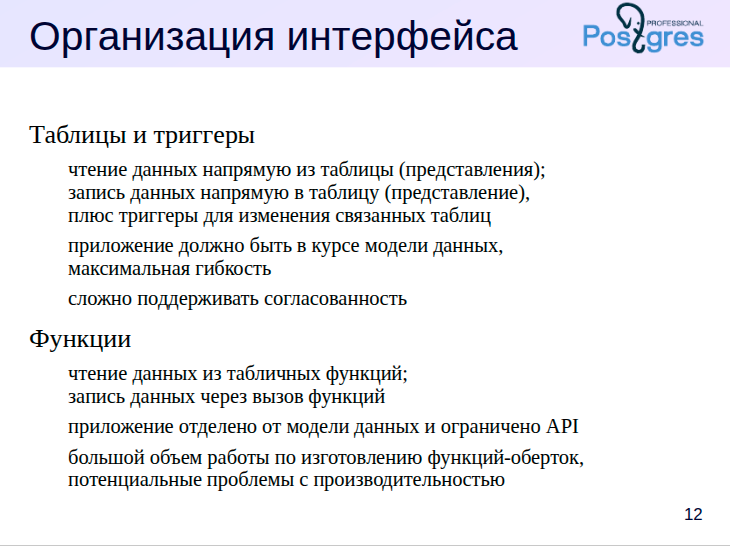 Организация интерфейса
PROFESSIONAL
Postgres
Таблицы и триггеры
чтение данных напрямую из таблицы (представления);
запись данных напрямую в таблицу (представление),
плюс триггеры для изменения связанных таблиц
приложение должно быть в курсе модели данных,
максимальная гибкость
сложно поддерживать согласованность
Функции
чтение данных из табличных функций;
запись данных через вызов функций
приложение отделено от модели данных и ограничено API
большой объем работы по изготовлению функций-оберток,
потенциальные проблемы с производительностью
12